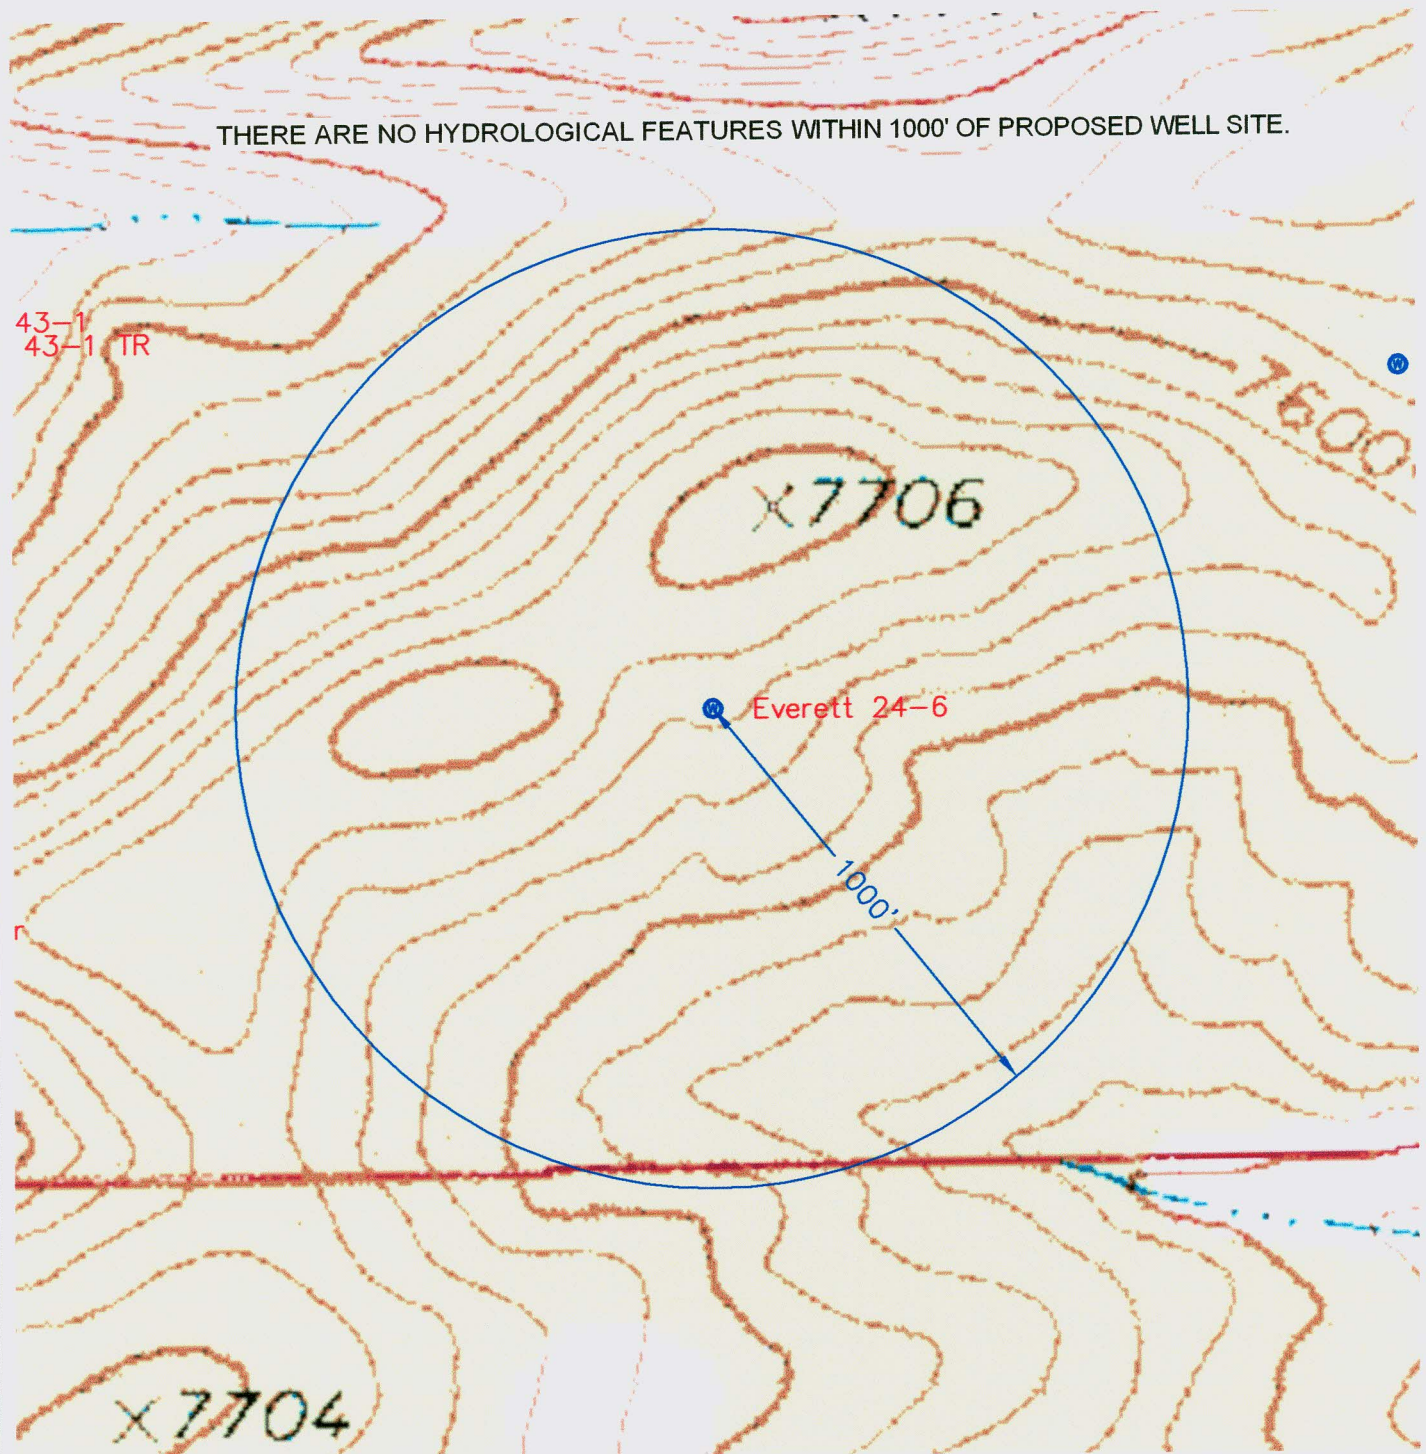 THERE ARE NO HYDROLOGICAL FEATURES WITHIN 1000' OF PROPOSED WELL SITE.
43-1
43-1 TR
W
7600
X7706
W Everett 24-6
1000'
r
X7704